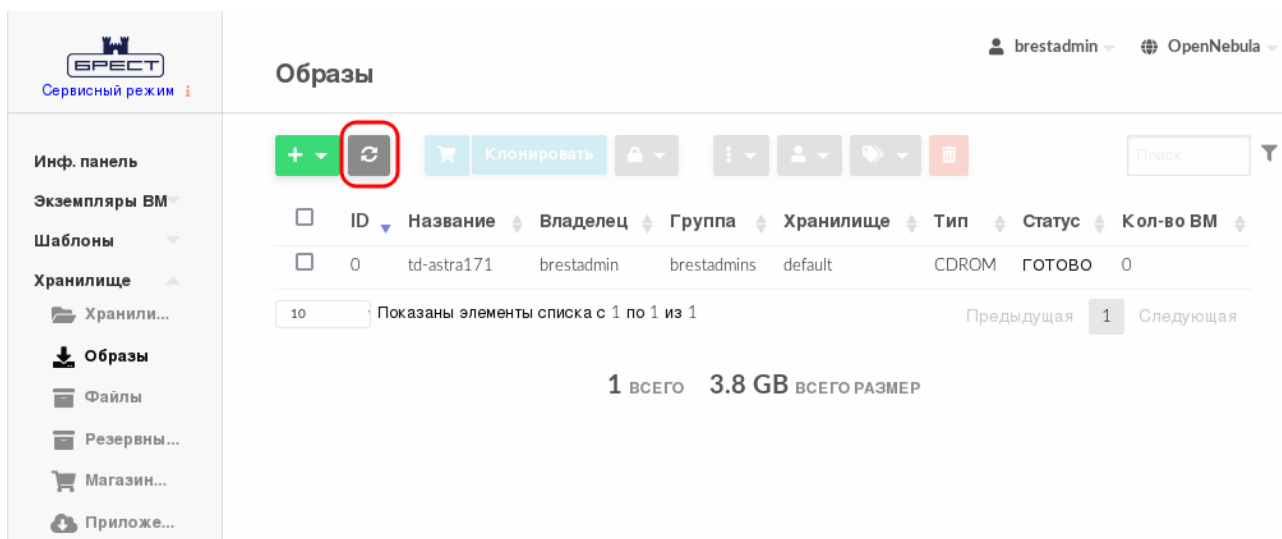 БРЕСТ
Сервисный режим i
Образы
brestadmin
OpenNebula
Инф. панель
Экземпляры ВМ
Шаблоны
Хранилище
Хранили...
Образы
Файлы
Резервны...
Магазин...
Приложе...
Клонировать
Поиск
ID Название Владелец Группа Хранилище Тип Статус Кол-во ВМ
0 td-astra171 brestadmin brestadmins default CDROM ГОТОВО 0
10 Показаны элементы списка с 1 по 1 из 1
Предыдущая 1 Следующая
1 ВСЕГО 3.8 GB ВСЕГО РАЗМЕР